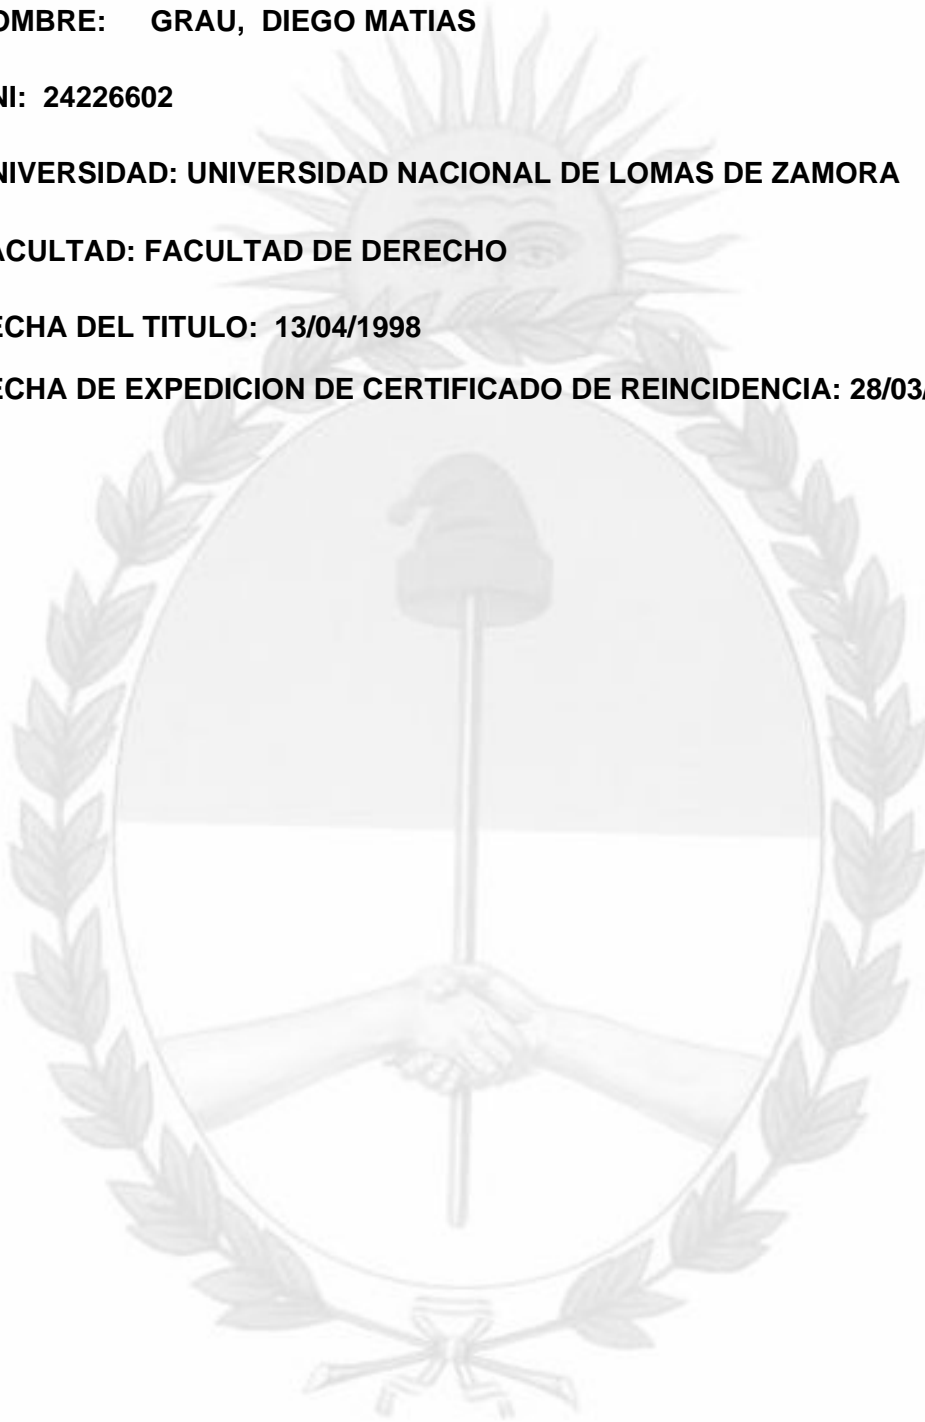 OMBRE: GRAU, DIEGO MATIAS
NI: 24226602
NIVERSIDAD: UNIVERSIDAD NACIONAL DE LOMAS DE ZAMORA
ACULTAD: FACULTAD DE DERECHO
ECHA DEL TITULO: 13/04/1998
ECHA DE EXPEDICION DE CERTIFICADO DE REINCIDENCIA: 28/03/